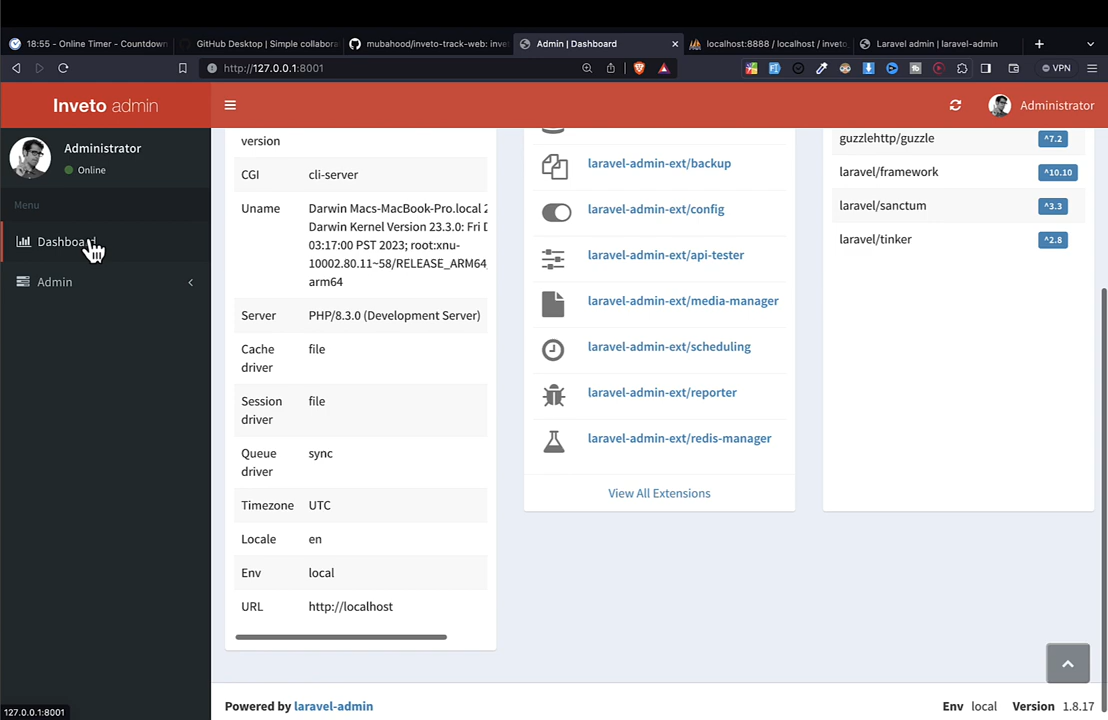 18:55 - Online Timer - Countdown
GitHub Desktop | Simple collabora
mubahood/inveto-track-web: inve
Admin | Dashboard
localhost:8888 / localhost / inveto_
Laravel admin | laravel-admin
http://127.0.0.1:8001
VPN
Inveto admin
Administrator
Administrator
Online
Menu
Dashboard
Admin
version
CGI cli-server
Uname Darwin Macs-MacBook-Pro.local 2
Darwin Kernel Version 23.3.0: Fri D
03:17:00 PST 2023; root:xnu-
10002.80.11~58/RELEASE_ARM64_
arm64
Server PHP/8.3.0 (Development Server)
Cache driver file
Session driver file
Queue driver sync
Timezone UTC
Locale en
Env local
URL http://localhost
laravel-admin-ext/backup
laravel-admin-ext/config
laravel-admin-ext/api-tester
laravel-admin-ext/media-manager
laravel-admin-ext/scheduling
laravel-admin-ext/reporter
laravel-admin-ext/redis-manager
View All Extensions
guzzlehttp/guzzle ^7.2
laravel/framework ^10.10
laravel/sanctum ^3.3
laravel/tinker ^2.8
Powered by laravel-admin
Env local Version 1.8.17
127.0.0.1:8001